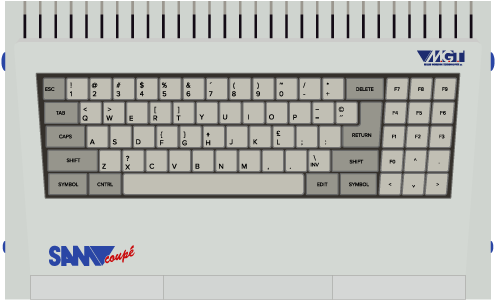 MGT
ESC ! 1 @ 2 # 3 $ 4 % 5 & 6 ' 7 ( 8 ) 9 ~ 0 / - * + DELETE F7 F8 F9
TAB < Q > W E [ R ] T Y U I O P = © F4 F5 F6
CAPS A S D { F } G H J K £ L ; : RETURN F1 F2 F3
SHIFT Z ? X C V B N M , . \ INV SHIFT F0 ^ .
SYMBOL CNTRL EDIT SYMBOL < v >
SAM coupé